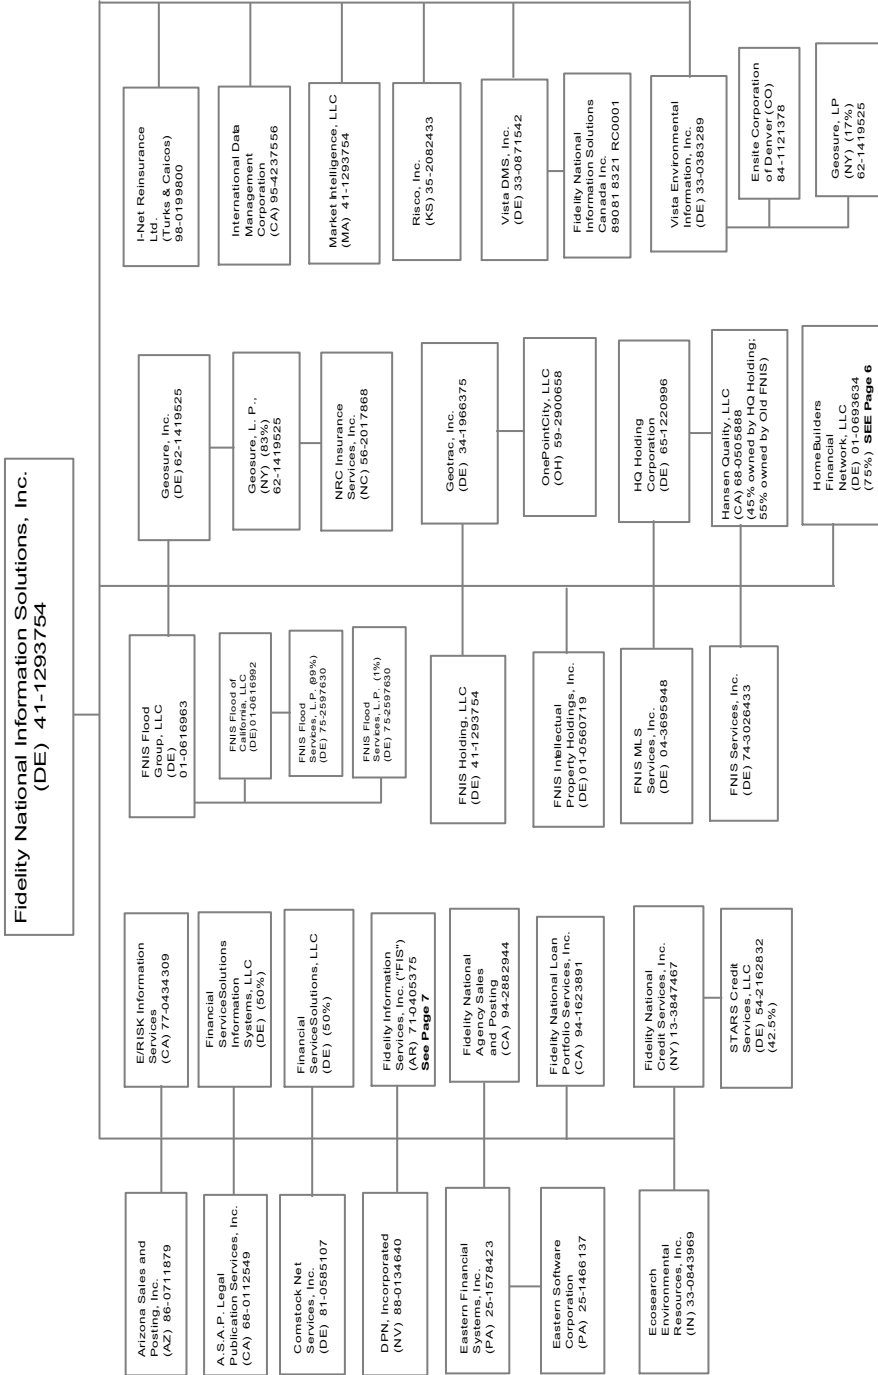 Fidelity National Information Solutions, Inc.
(DE) 41-1293754
Arizona Sales and
Posting, Inc.
(AZ) 86-0711879
A.S.A.P. Legal
Publication Services, Inc.
(CA) 68-0112549
Comstock Net
Services, Inc.
(DE) 81-0585107
DPN, Incorporated
(NV) 88-0134640
Eastern Financial
Systems, Inc.
(PA) 25-1578423
Eastern Software
Corporation
(PA) 25-1466137
Ecosearch
Environmental
Resources, Inc.
(IN) 33-0843969
E/RISK Information
Services
(CA) 77-0434309
Financial
ServiceSolutions
Information
Systems, LLC
(DE) (50%)
Financial
ServiceSolutions, LLC
(DE) (50%)
Fidelity Information
Services, Inc. ("FIS")
(AR) 71-0405375
See Page 7
Fidelity National
Agency Sales
and Posting
(CA) 94-2882944
Fidelity National Loan
Portfolio Services, Inc.
(CA) 94-1623891
Fidelity National
Credit Services, Inc.
(NY) 13-3847467
STARS Credit
Services, LLC
(DE) 54-2162832
(42.5%)
FNIS Flood
Group, LLC
(DE)
01-0616963
FNIS Flood of
California, LLC
(DE) 01-0616992
FNIS Flood
Services, L.P. (99%)
(DE) 75-2597630
FNIS Flood
Services, L.P. (1%)
(DE) 75-2597630
FNIS Holding, LLC
(DE) 41-1293754
FNIS Intellectual
Property Holdings, Inc.
(DE) 01-0560719
FNIS MLS
Services, Inc.
(DE) 04-3695948
FNIS Services, Inc.
(DE) 74-3026433
Geosure, Inc.
(DE) 62-1419525
Geosure, L. P.,
(NY) (83%)
62-1419525
NRC Insurance
Services, Inc.
(NC) 56-2017868
Geotrac, Inc.
(DE) 34-1966375
OnePointCity, LLC
(OH) 59-2900658
HQ Holding
Corporation
(DE) 65-1220996
Hansen Quality, LLC
(CA) 68-0505888
(45% owned by HQ Holding;
55% owned by Old FNIS)
HomeBuilders
Financial
Network, LLC
(DE) 01-0693634
(75%) SEE Page 6
I-Net Reinsurance
Ltd.
(Turks & Caicos)
98-0199800
International Data
Management
Corporation
(CA) 95-4237556
Market Intelligence, LLC
(MA) 41-1293754
Risco, Inc.
(KS) 35-2082433
Vista DMS, Inc.
(DE) 33-0871542
Fidelity National
Information Solutions
Canada Inc.
89081 8321 RC0001
Vista Environmental
Information, Inc.
(DE) 33-0383289
Ensite Corporation
of Denver (CO)
84-1121378
Geosure, LP
(NY) (17%)
62-1419525